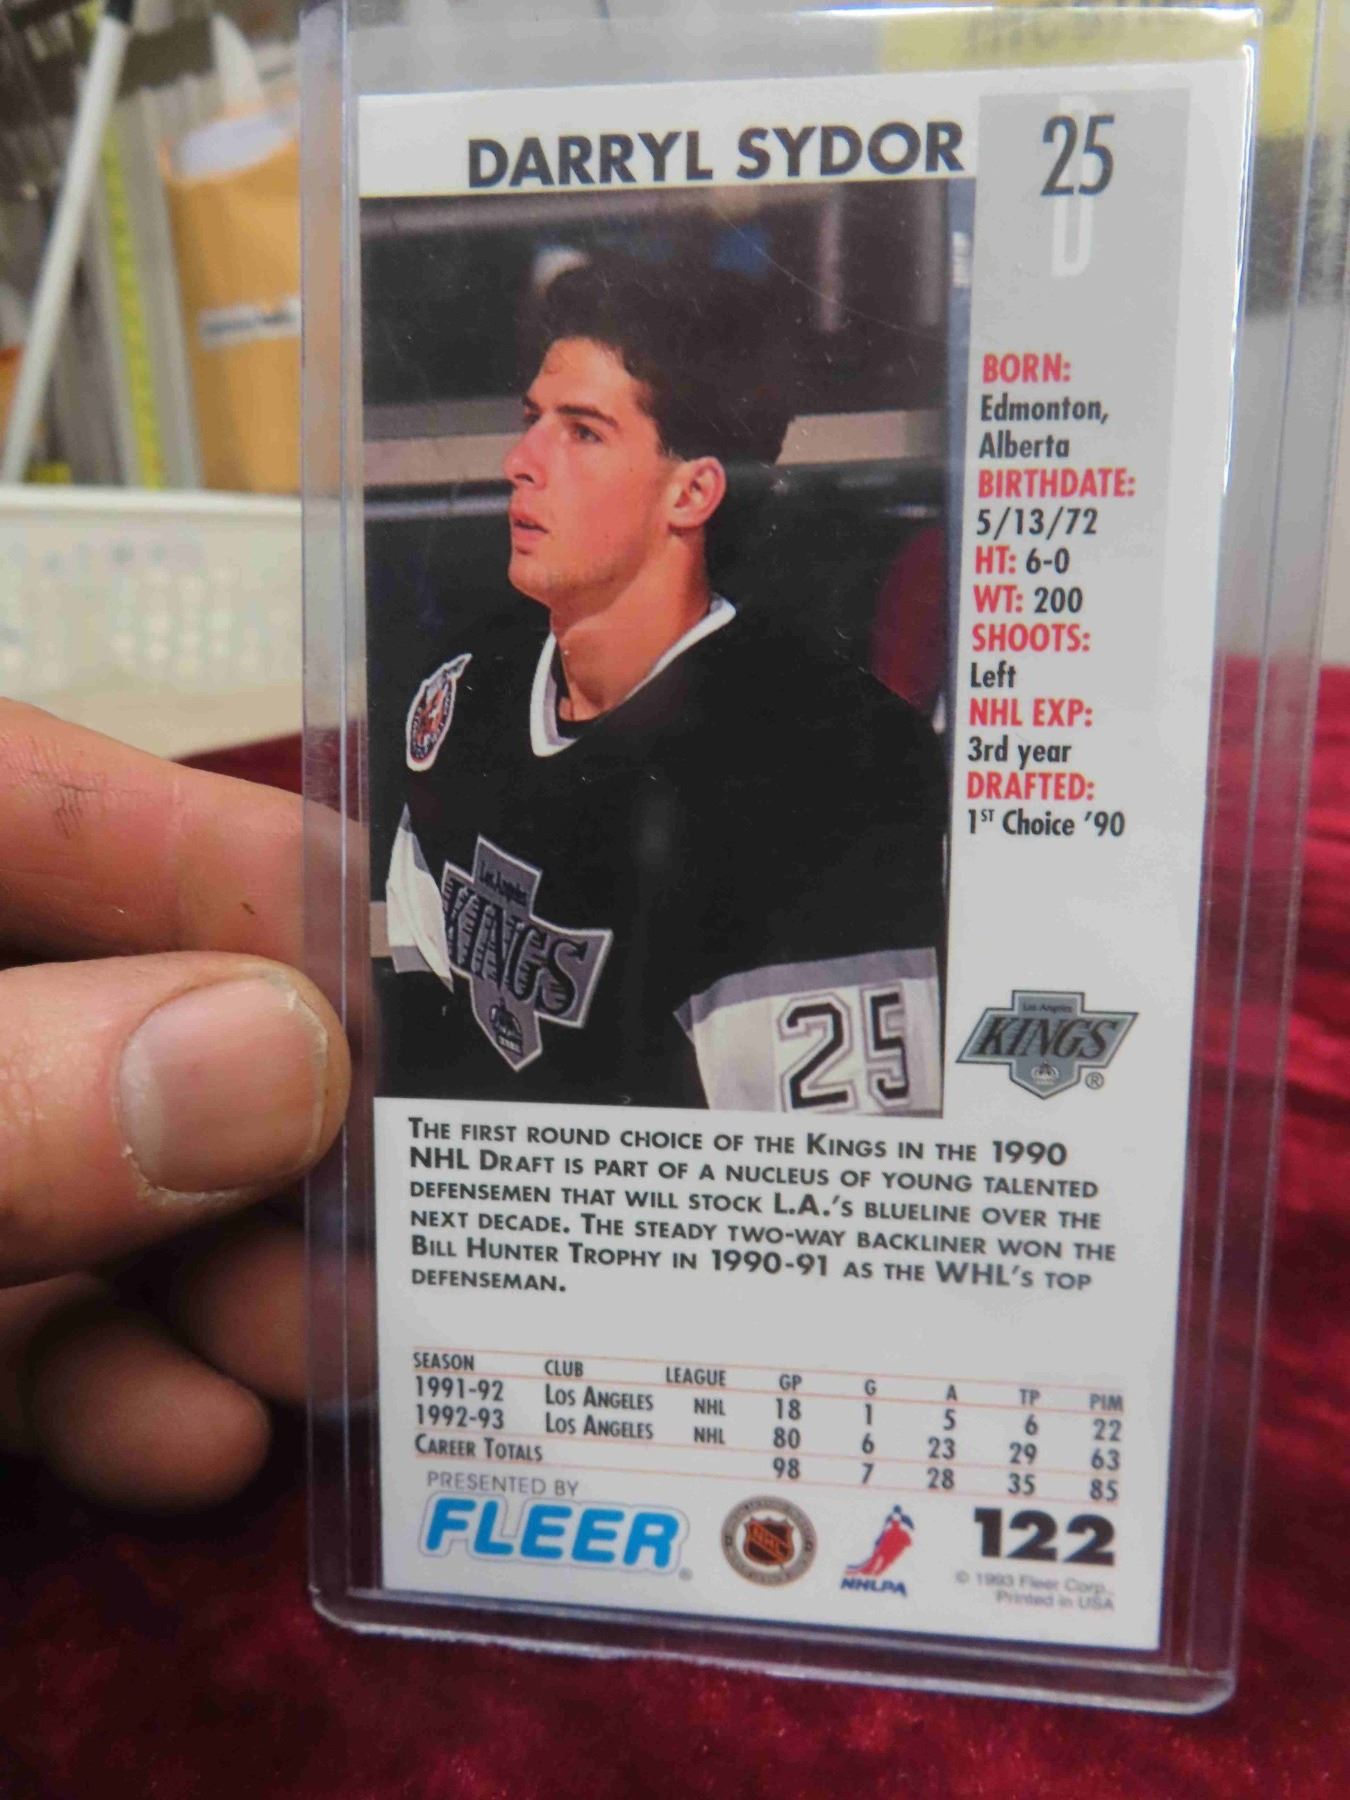 DARRYL SYDOR
25
D
BORN:
Edmonton,
Alberta
BIRTHDATE:
5/13/72
HT: 6-0
WT: 200
SHOOTS:
Left
NHL EXP:
3rd year
DRAFTED:
1ST Choice '90
Los Angeles
KINGS
25
Los Angeles
KINGS
®
THE FIRST ROUND CHOICE OF THE KINGS IN THE 1990
NHL DRAFT IS PART OF A NUCLEUS OF YOUNG TALENTED
DEFENSEMEN THAT WILL STOCK L.A.'S BLUELINE OVER THE
NEXT DECADE. THE STEADY TWO-WAY BACKLINER WON THE
BILL HUNTER TROPHY IN 1990-91 AS THE WHL'S TOP
DEFENSEMAN.
SEASON CLUB LEAGUE GP G A TP PIM
1991-92 LOS ANGELES NHL 18 1 5 6 22
1992-93 LOS ANGELES NHL 80 6 23 29 63
CAREER TOTALS 98 7 28 35 85
PRESENTED BY
FLEER®
NHL
NHLPA
122
© 1993 Fleer Corp.,
Printed in USA